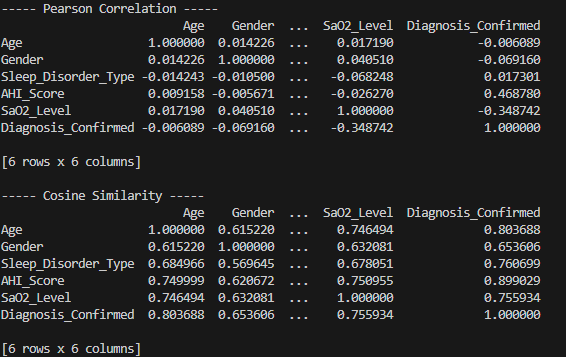 ----- Pearson Correlation -----
Age Gender ... SaO2_Level Diagnosis_Confirmed
Age 1.000000 0.014226 ... 0.017190 -0.006089
Gender 0.014226 1.000000 ... 0.040510 -0.069160
Sleep_Disorder_Type -0.014243 -0.010500 ... -0.068248 0.017301
AHI_Score 0.009158 -0.005671 ... -0.026270 0.468780
SaO2_Level 0.017190 0.040510 ... 1.000000 -0.348742
Diagnosis_Confirmed -0.006089 -0.069160 ... -0.348742 1.000000
[6 rows x 6 columns]
----- Cosine Similarity -----
Age Gender ... SaO2_Level Diagnosis_Confirmed
Age 1.000000 0.615220 ... 0.746494 0.803688
Gender 0.615220 1.000000 ... 0.632081 0.653606
Sleep_Disorder_Type 0.684966 0.569645 ... 0.678051 0.760699
AHI_Score 0.749999 0.620672 ... 0.750955 0.899029
SaO2_Level 0.746494 0.632081 ... 1.000000 0.755934
Diagnosis_Confirmed 0.803688 0.653606 ... 0.755934 1.000000
[6 rows x 6 columns]